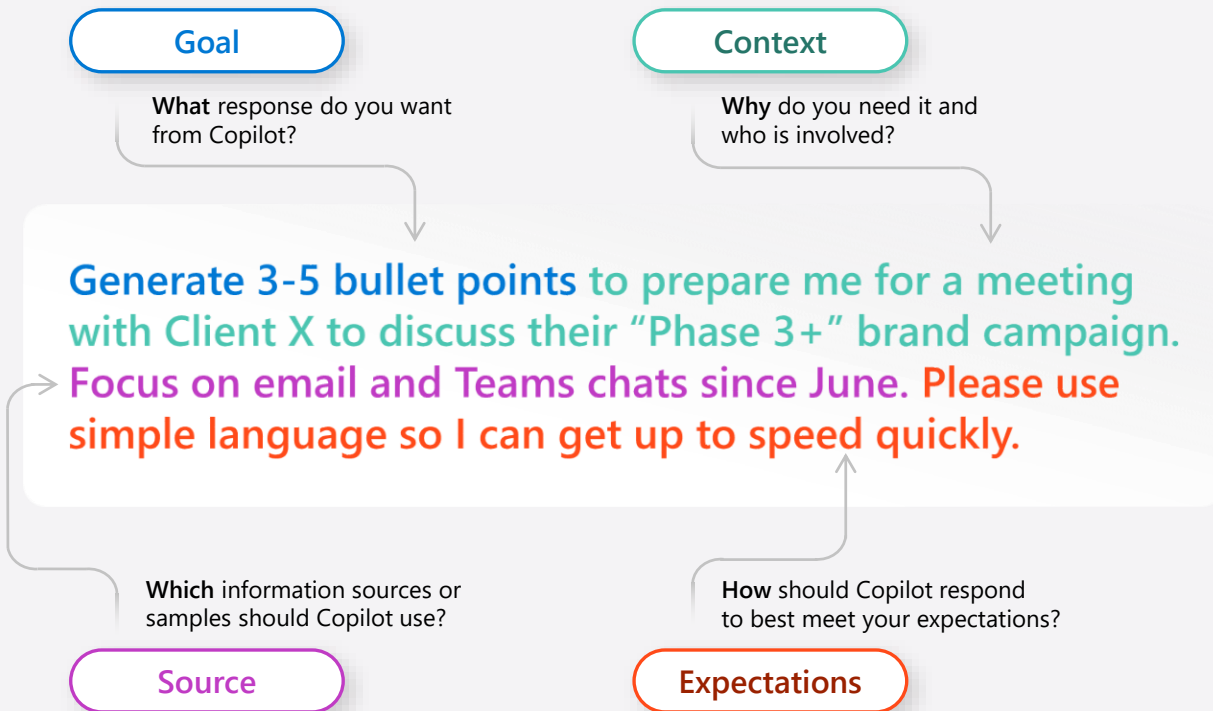 Goal
Context
What response do you want
from Copilot?
Why do you need it and
who is involved?
Generate 3-5 bullet points to prepare me for a meeting
with Client X to discuss their “Phase 3+” brand campaign.
Focus on email and Teams chats since June. Please use
simple language so I can get up to speed quickly.
Which information sources or
samples should Copilot use?
How should Copilot respond
to best meet your expectations?
Source
Expectations